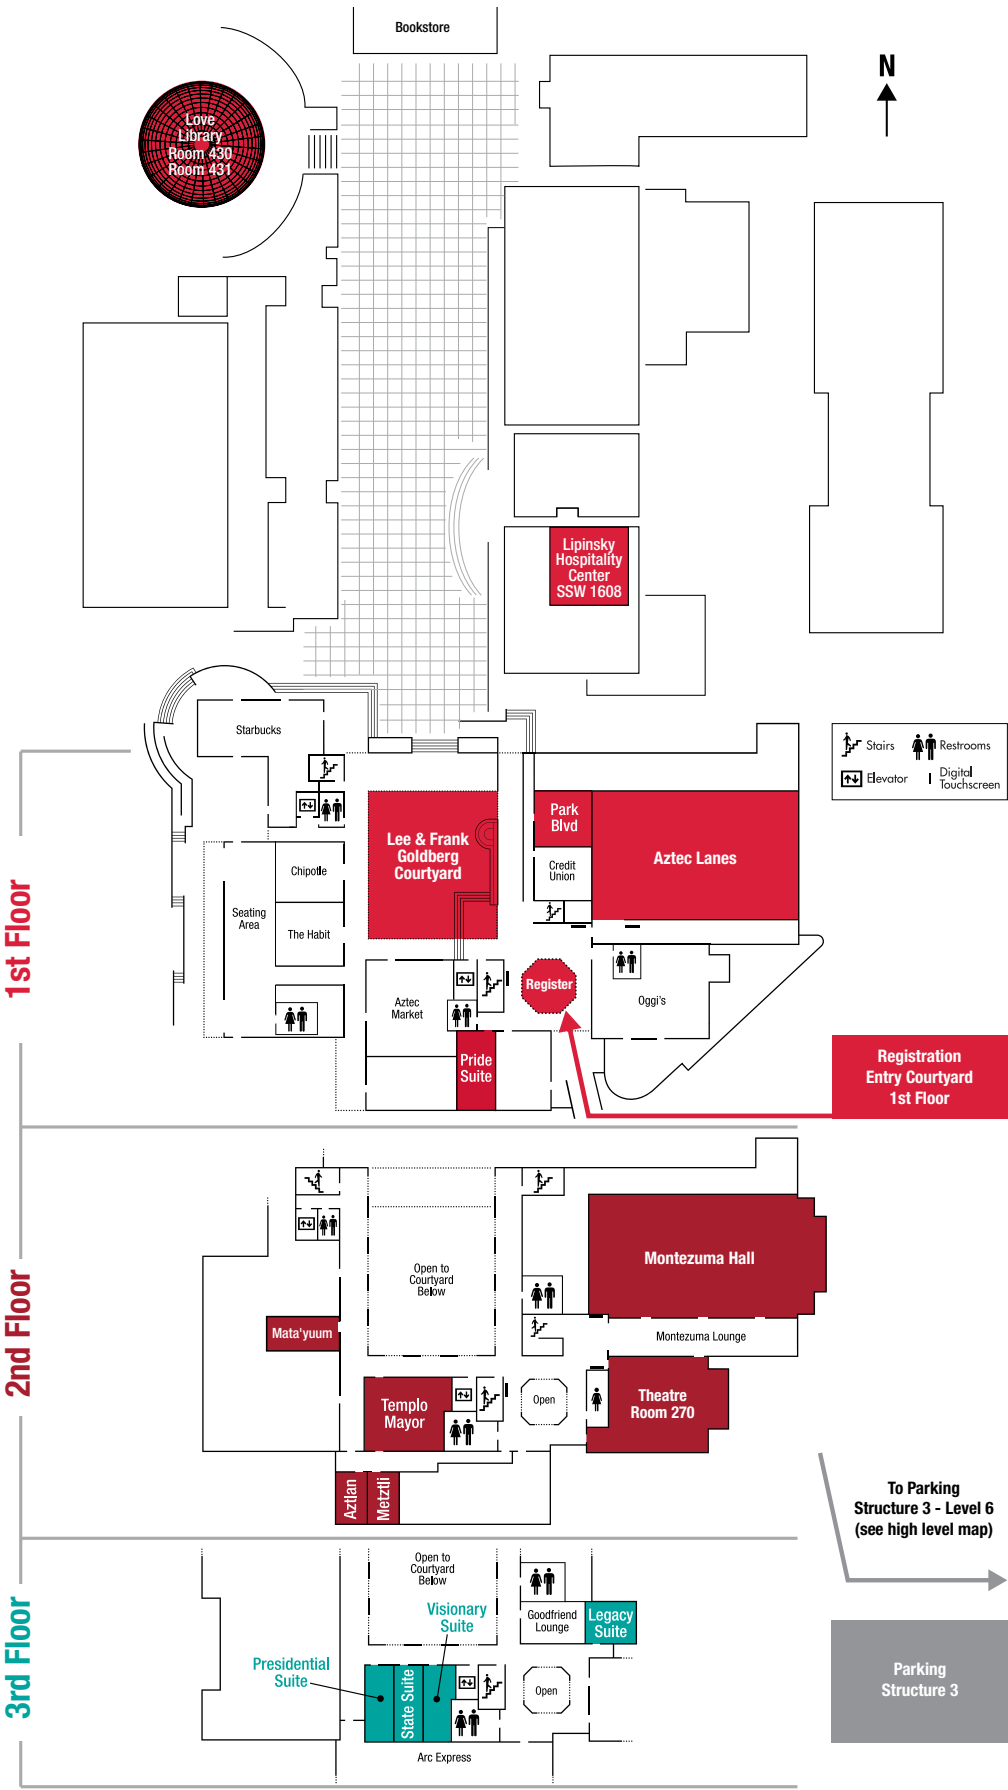 Bookstore
N
Love
Library
Room 430
Room 431
Lipinsky
Hospitality
Center
SSW 1608
Starbucks
Stairs
Restrooms
Elevator
Digital
Touchscreen
1st Floor
Park
Blvd
Lee & Frank
Goldberg
Courtyard
Aztec Lanes
Credit
Union
Chipotle
Seating
Area
The Habit
Register
Aztec
Market
Oggi's
Pride
Suite
Registration
Entry Courtyard
1st Floor
2nd Floor
Montezuma Hall
Open to
Courtyard
Below
Mata'yuum
Montezuma Lounge
Templo
Mayor
Open
Theatre
Room 270
Aztlan
Metztli
To Parking
Structure 3 - Level 6
(see high level map)
3rd Floor
Open to
Courtyard
Below
Visionary
Suite
Goodfriend
Lounge
Legacy
Suite
Presidential
Suite
State Suite
Open
Parking
Structure 3
Arc Express